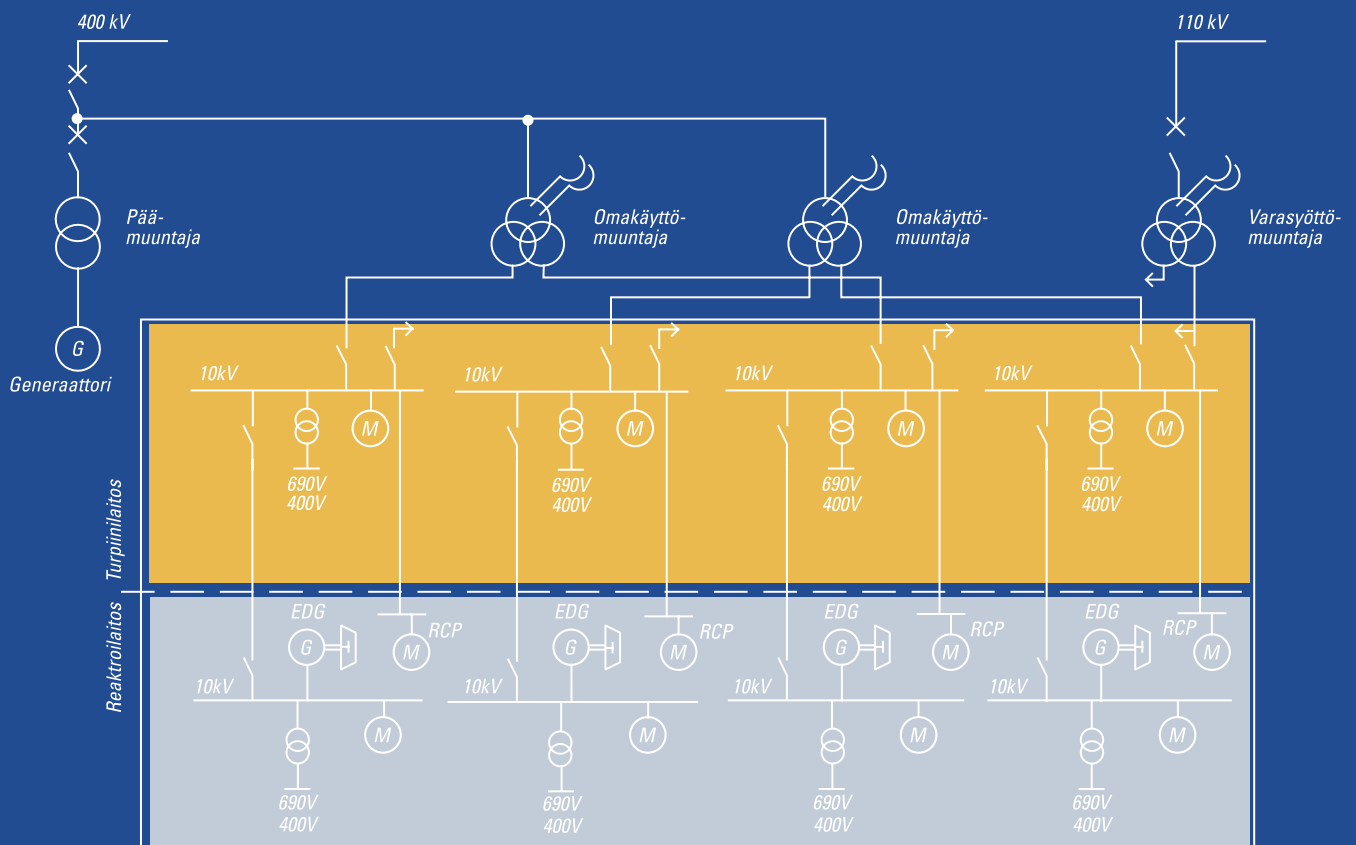 400 kV
110 kV
Pää-
muuntaja
Omakäyttö-
muuntaja
Omakäyttö-
muuntaja
Varasyöttö-
muuntaja
G
Generaattori
10kV
10kV
10kV
10kV
M
M
M
M
690V
400V
690V
400V
690V
400V
690V
400V
Turpiinilaitos
Reaktroilaitos
EDG
EDG
EDG
EDG
G
G
G
G
RCP
RCP
RCP
RCP
M
M
M
M
10kV
10kV
10kV
10kV
M
M
M
M
690V
400V
690V
400V
690V
400V
690V
400V